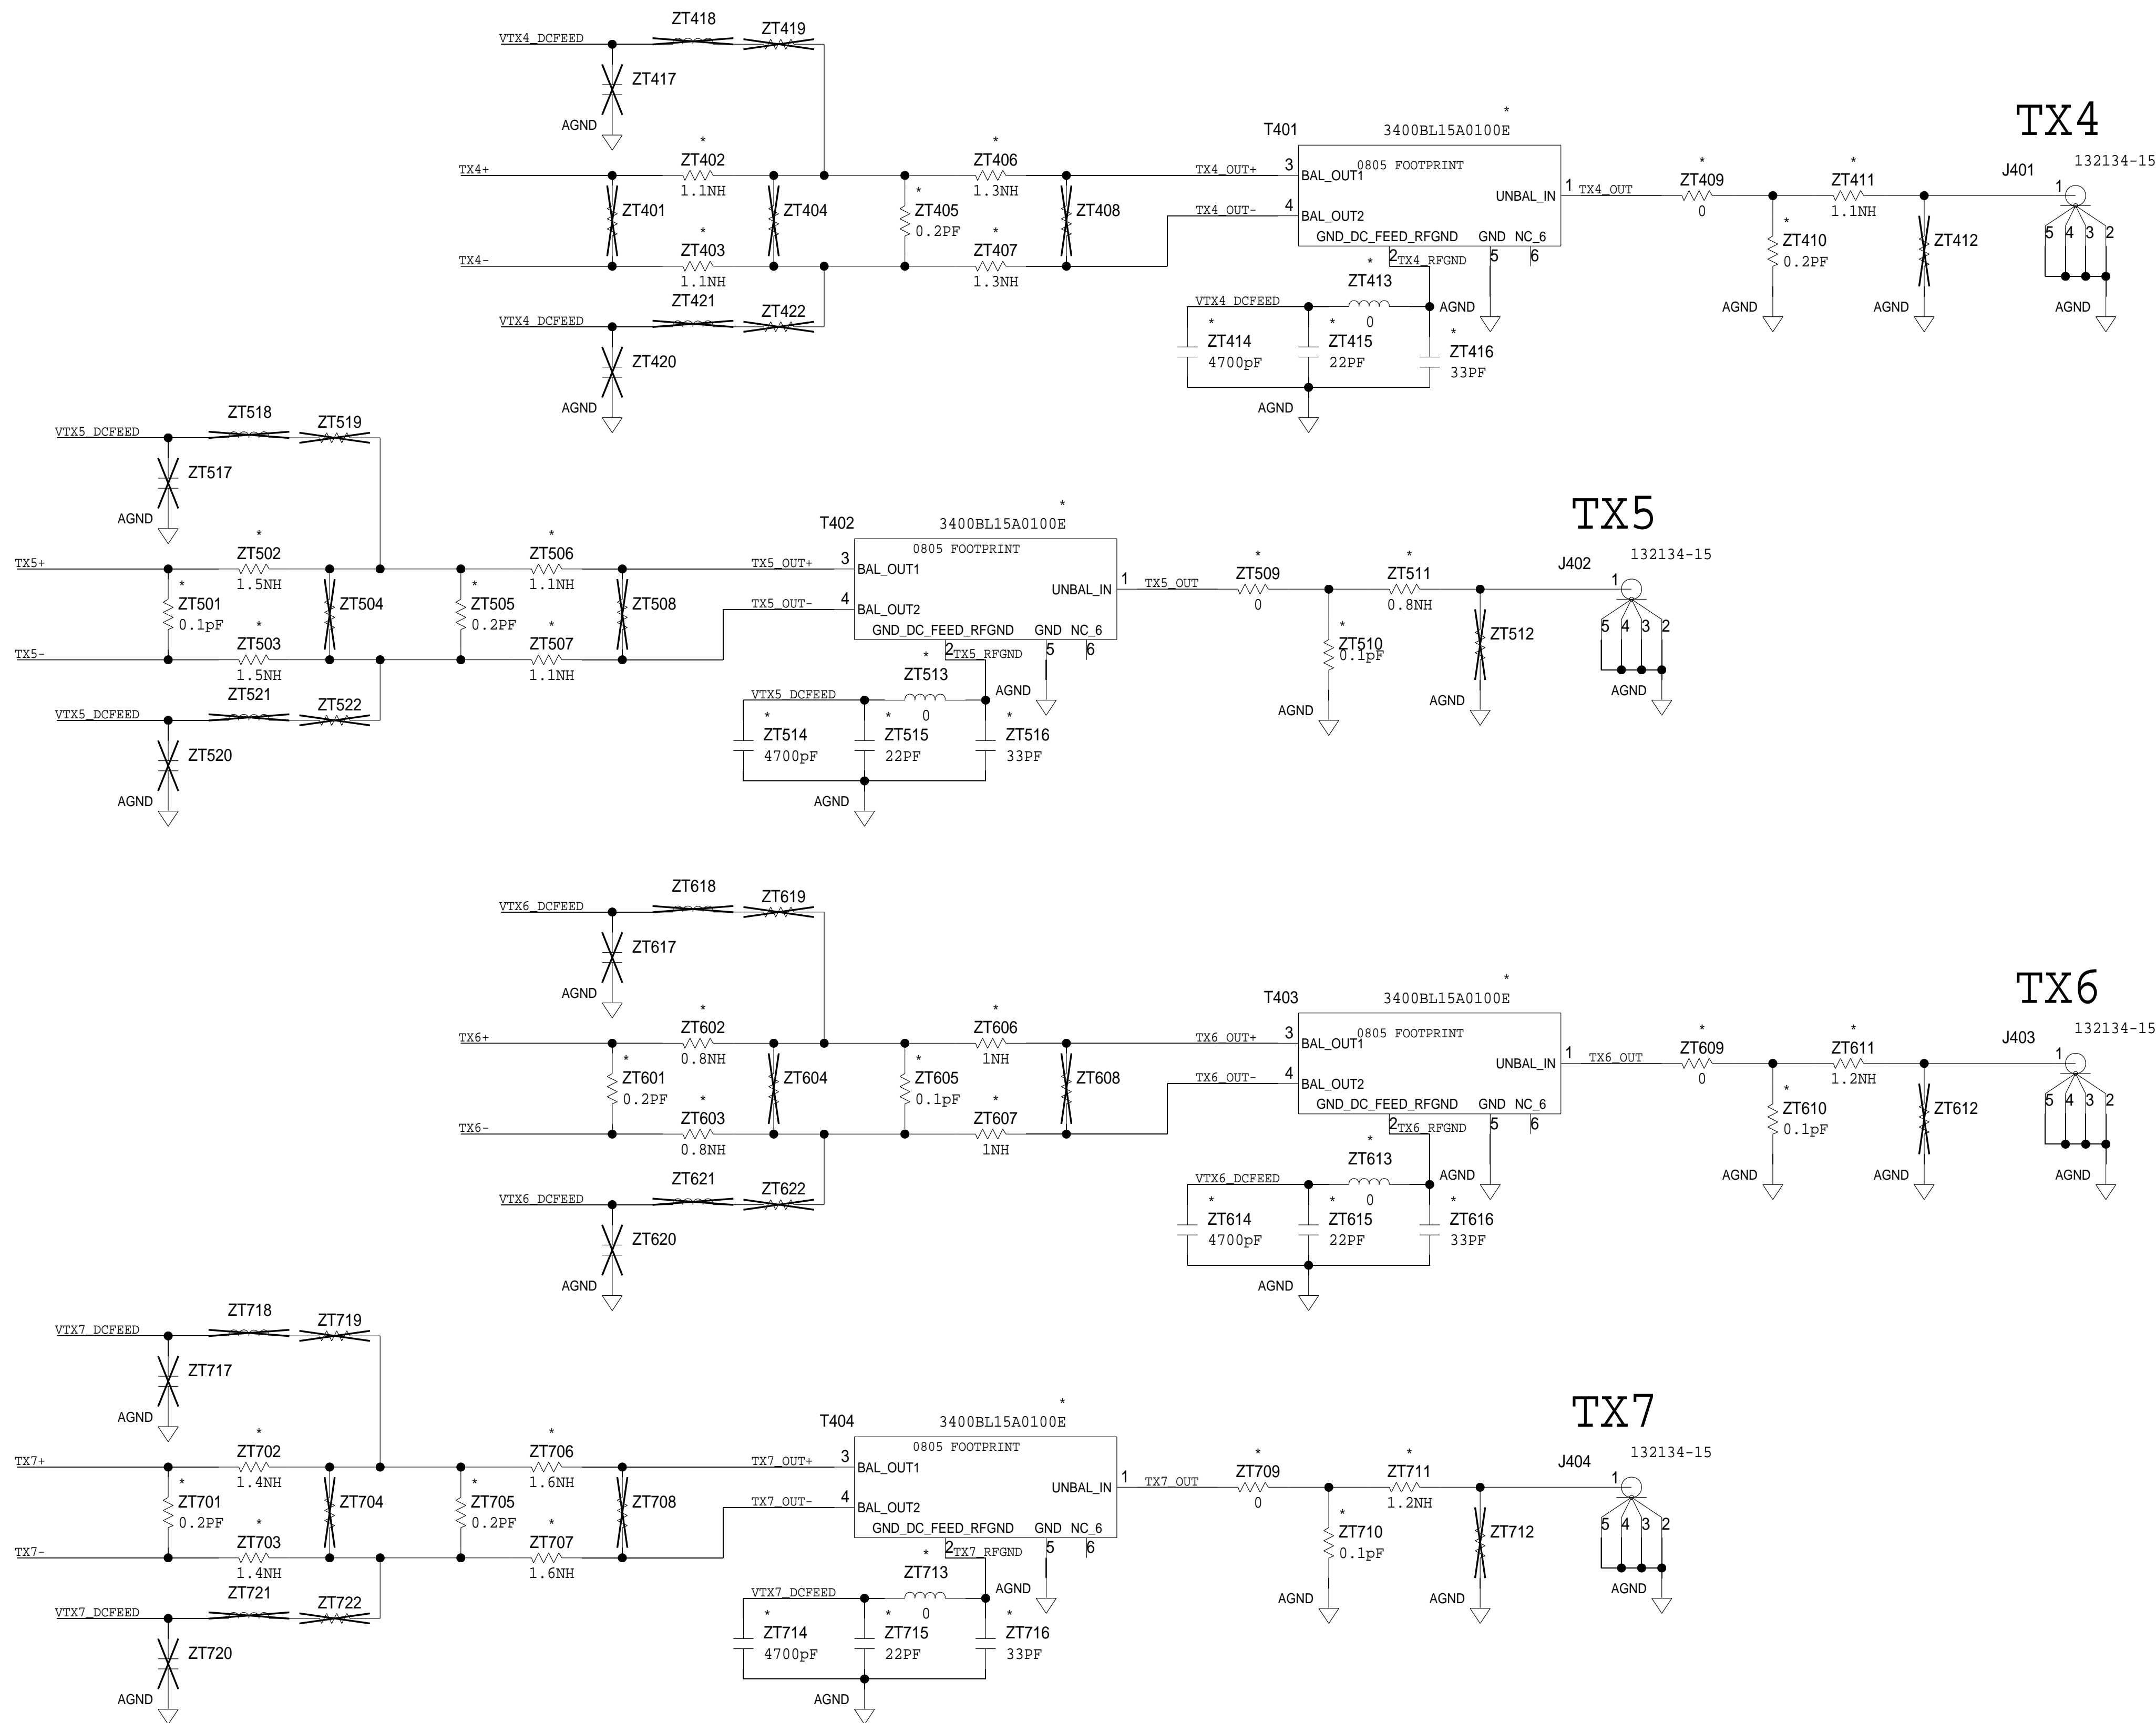 ZT418
ZT419
VTX4_DCFEED
ZT417
AGND
*
ZT402
1.1NH
*
ZT406
1.3NH
TX4+
ZT401
ZT404
*
ZT405
0.2PF
ZT408
TX4-
*
ZT403
1.1NH
*
ZT407
1.3NH
ZT421
ZT422
VTX4_DCFEED
ZT420
AGND
*
T401
3400BL15A0100E
0805 FOOTPRINT
TX4_OUT+
3
BAL_OUT1
TX4_OUT-
4
BAL_OUT2
UNBAL_IN
1
TX4_OUT
GND_DC_FEED_RFGND
GND
NC_6
2
TX4_RFGND
5
6
*
ZT413
0
AGND
VTX4_DCFEED
*
ZT414
4700pF
*
ZT415
22PF
*
ZT416
33PF
AGND
TX4
*
ZT409
0
*
ZT411
1.1NH
*
ZT410
0.2PF
ZT412
AGND
AGND
J401
132134-15
1
5
4
3
2
AGND
ZT518
ZT519
VTX5_DCFEED
ZT517
AGND
*
ZT502
1.5NH
*
ZT506
1.1NH
TX5+
*
ZT501
0.1pF
ZT504
*
ZT505
0.2PF
ZT508
TX5-
*
ZT503
1.5NH
*
ZT507
1.1NH
ZT521
ZT522
VTX5_DCFEED
ZT520
AGND
*
T402
3400BL15A0100E
0805 FOOTPRINT
TX5_OUT+
3
BAL_OUT1
TX5_OUT-
4
BAL_OUT2
UNBAL_IN
1
TX5_OUT
GND_DC_FEED_RFGND
GND
NC_6
2
TX5_RFGND
5
6
*
ZT513
0
AGND
VTX5_DCFEED
*
ZT514
4700pF
*
ZT515
22PF
*
ZT516
33PF
AGND
TX5
*
ZT509
0
*
ZT511
0.8NH
*
ZT510
0.1pF
ZT512
AGND
AGND
J402
132134-15
1
5
4
3
2
AGND
ZT618
ZT619
VTX6_DCFEED
ZT617
AGND
*
ZT602
0.8NH
*
ZT606
1NH
TX6+
*
ZT601
0.2PF
ZT604
*
ZT605
0.1pF
ZT608
TX6-
*
ZT603
0.8NH
*
ZT607
1NH
ZT621
ZT622
VTX6_DCFEED
ZT620
AGND
*
T403
3400BL15A0100E
0805 FOOTPRINT
TX6_OUT+
3
BAL_OUT1
TX6_OUT-
4
BAL_OUT2
UNBAL_IN
1
TX6_OUT
GND_DC_FEED_RFGND
GND
NC_6
2
TX6_RFGND
5
6
*
ZT613
0
AGND
VTX6_DCFEED
*
ZT614
4700pF
*
ZT615
22PF
*
ZT616
33PF
AGND
TX6
*
ZT609
0
*
ZT611
1.2NH
*
ZT610
0.1pF
ZT612
AGND
AGND
J403
132134-15
1
5
4
3
2
AGND
ZT718
ZT719
VTX7_DCFEED
ZT717
AGND
*
ZT702
1.4NH
*
ZT706
1.6NH
TX7+
*
ZT701
0.2PF
ZT704
*
ZT705
0.2PF
ZT708
TX7-
*
ZT703
1.4NH
*
ZT707
1.6NH
ZT721
ZT722
VTX7_DCFEED
ZT720
AGND
*
T404
3400BL15A0100E
0805 FOOTPRINT
TX7_OUT+
3
BAL_OUT1
TX7_OUT-
4
BAL_OUT2
UNBAL_IN
1
TX7_OUT
GND_DC_FEED_RFGND
GND
NC_6
2
TX7_RFGND
5
6
*
ZT713
0
AGND
VTX7_DCFEED
*
ZT714
4700pF
*
ZT715
22PF
*
ZT716
33PF
AGND
TX7
*
ZT709
0
*
ZT711
1.2NH
*
ZT710
0.1pF
ZT712
AGND
AGND
J404
132134-15
1
5
4
3
2
AGND